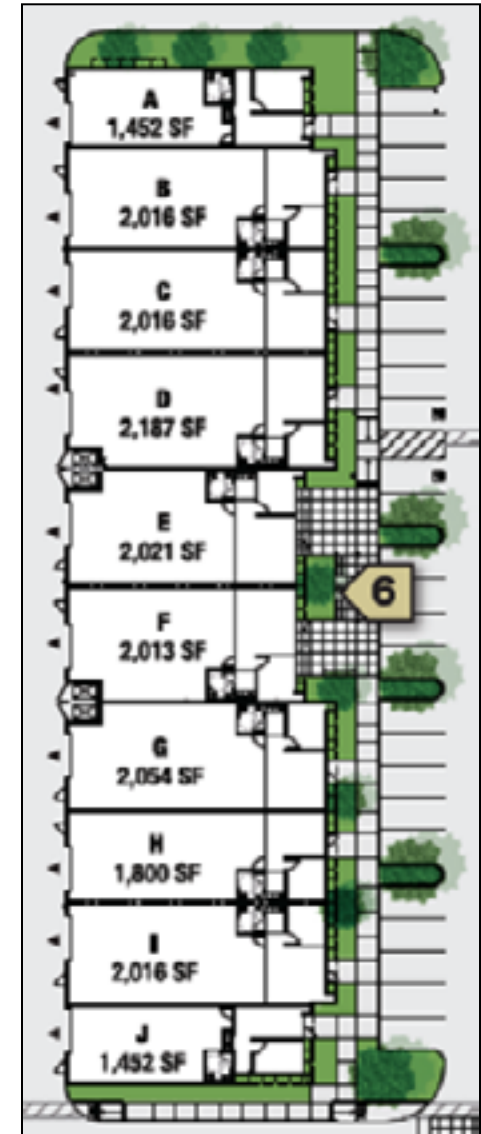 A
1,452 SF
B
2,016 SF
C
2,016 SF
D
2,187 SF
E
2,021 SF
6
F
2,013 SF
G
2,054 SF
H
1,800 SF
I
2,016 SF
J
1,452 SF